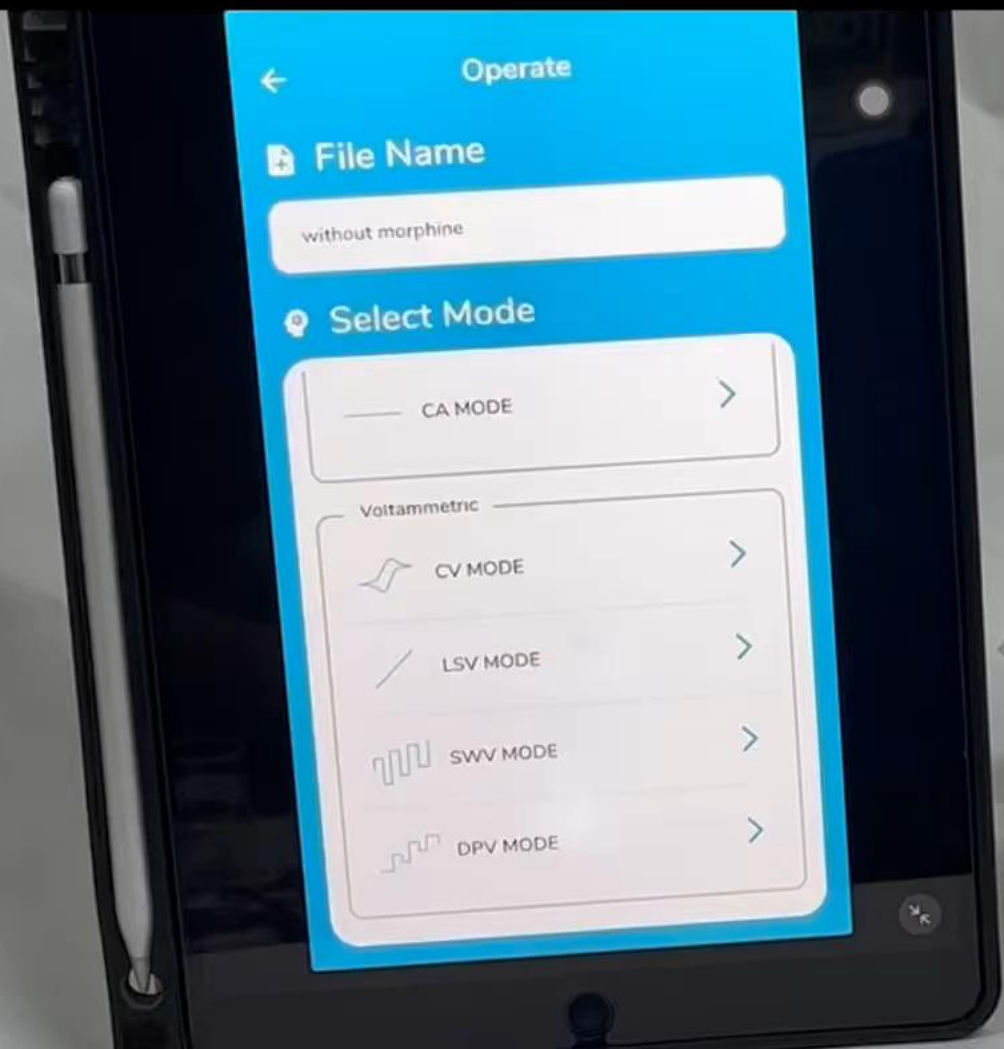 Operate
File Name
without morphine
Select Mode
CA MODE
Voltammetric
CV MODE
LSV MODE
SWV MODE
DPV MODE